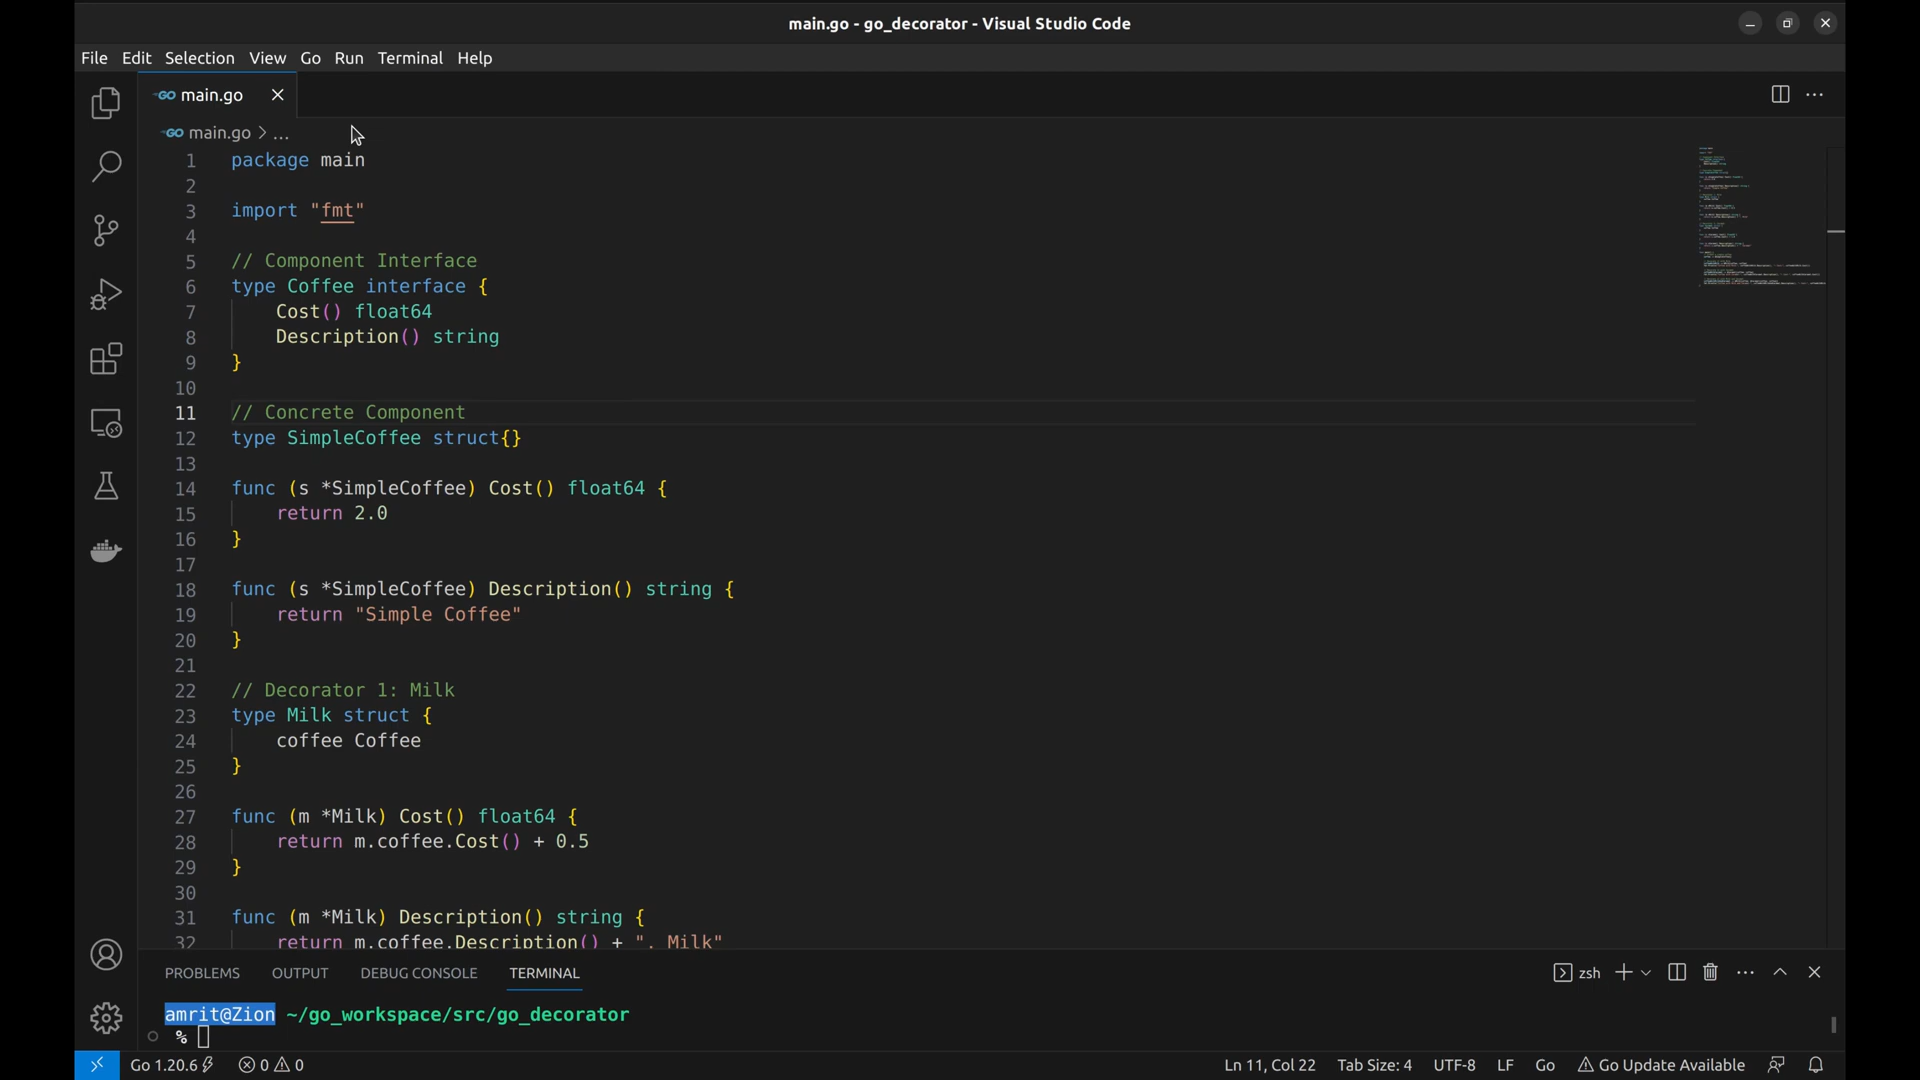 main.go - go_decorator - Visual Studio Code
File Edit Selection View Go Run Terminal Help
GO main.go
GO main.go > ...
1 package main
2
3 import "fmt"
4
5 // Component Interface
6 type Coffee interface {
7 Cost() float64
8 Description() string
9 }
10
11 // Concrete Component
12 type SimpleCoffee struct{}
13
14 func (s *SimpleCoffee) Cost() float64 {
15 return 2.0
16 }
17
18 func (s *SimpleCoffee) Description() string {
19 return "Simple Coffee"
20 }
21
22 // Decorator 1: Milk
23 type Milk struct {
24 coffee Coffee
25 }
26
27 func (m *Milk) Cost() float64 {
28 return m.coffee.Cost() + 0.5
29 }
30
31 func (m *Milk) Description() string {
32 return m.coffee.Description() + ", Milk"
PROBLEMS OUTPUT DEBUG CONSOLE TERMINAL zsh
amrit@Zion ~/go_workspace/src/go_decorator
%
Go 1.20.6 0 0 Ln 11, Col 22 Tab Size: 4 UTF-8 LF Go Go Update Available